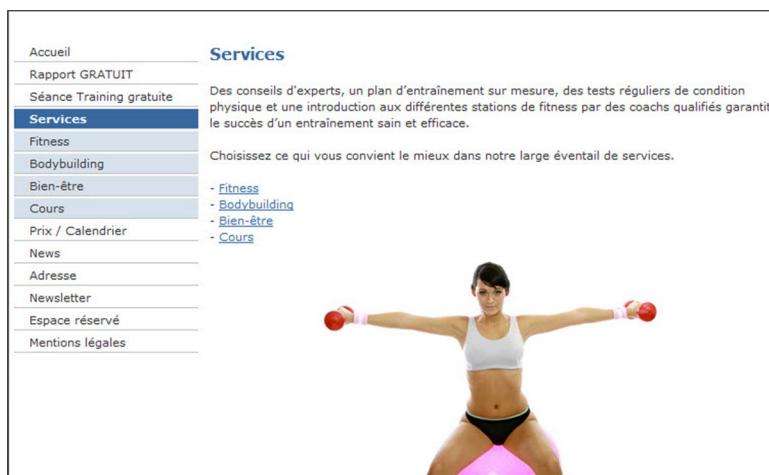 Accueil
Rapport GRATUIT
Séance Training gratuite
Services
Fitness
Bodybuilding
Bien-être
Cours
Prix / Calendrier
News
Adresse
Newsletter
Espace réservé
Mentions légales
Services
Des conseils d'experts, un plan d’entraînement sur mesure, des tests réguliers de condition
physique et une introduction aux différentes stations de fitness par des coachs qualifiés garantit
le succès d’un entraînement sain et efficace.
Choisissez ce qui vous convient le mieux dans notre large éventail de services.
- Fitness
- Bodybuilding
- Bien-être
- Cours